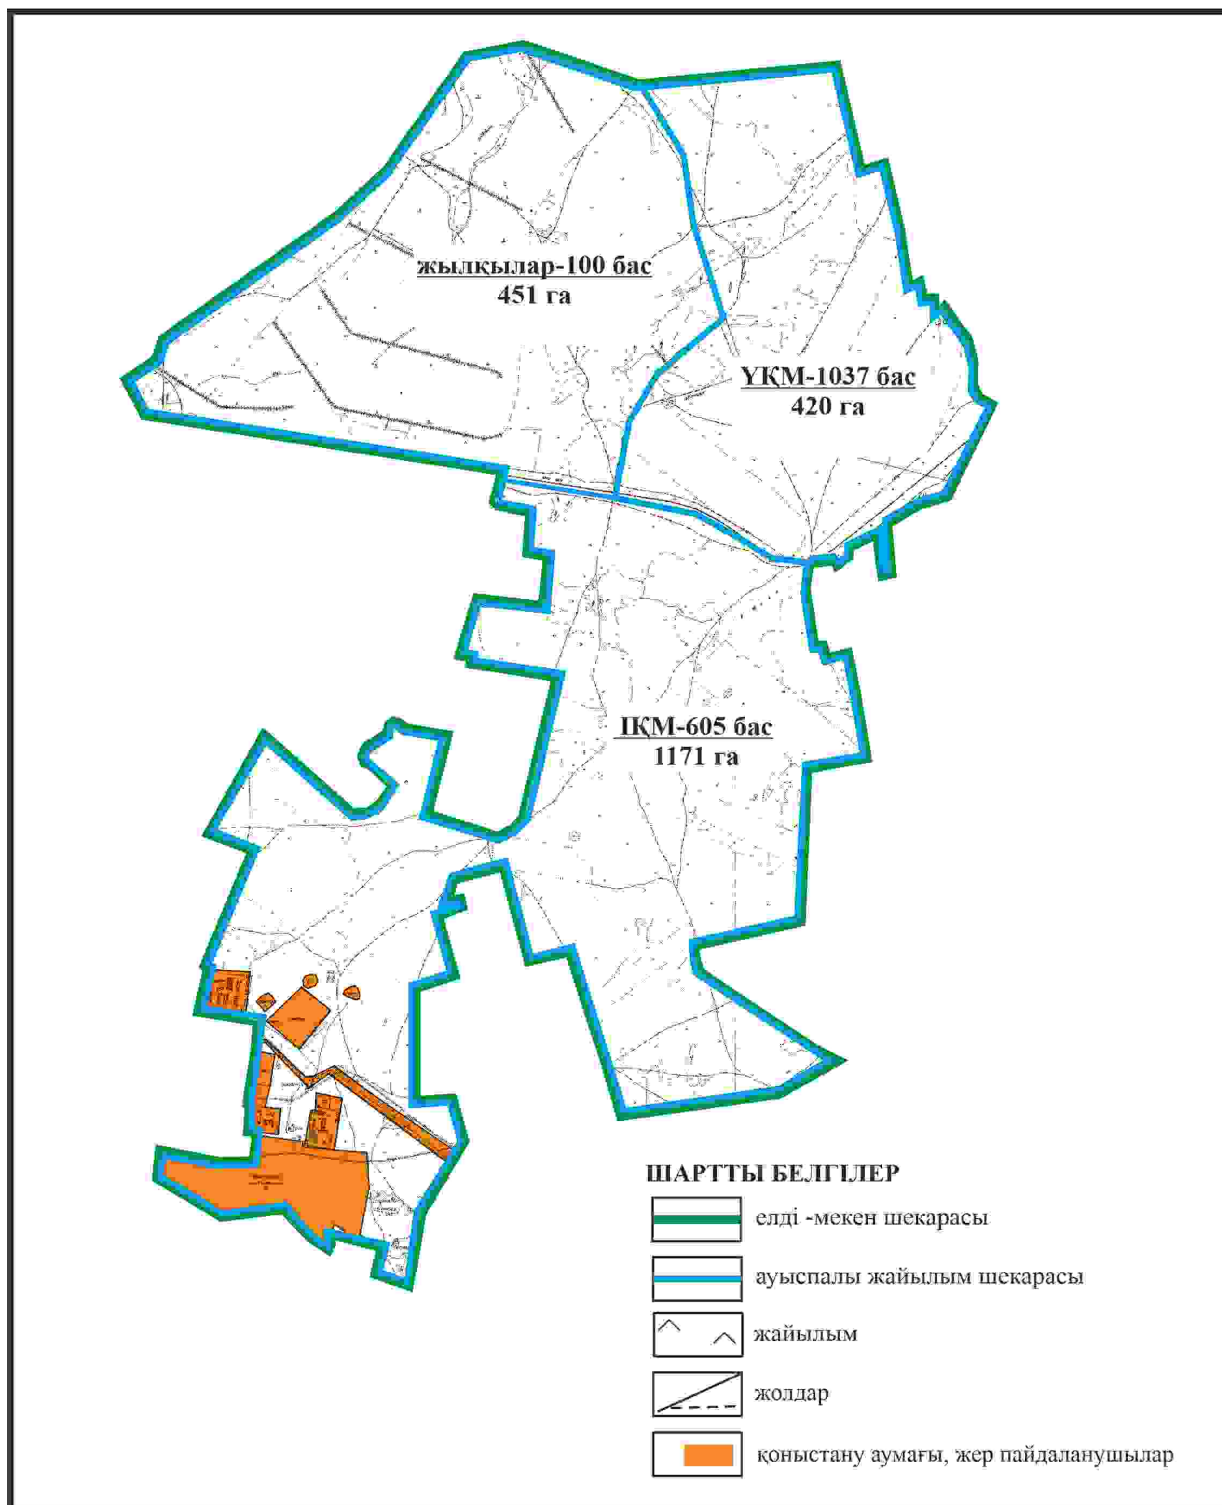 жылқылар-100 бас
451 га
ҮҚМ-1037 бас
420 га
ІҚМ-605 бас
1171 га
ШАРТТЫ БЕЛГІЛЕР
елді -мекен шекарасы
ауыспалы жайылым шекарасы
жайылым
жолдар
қоныстану аумағы, жер пайдаланушылар